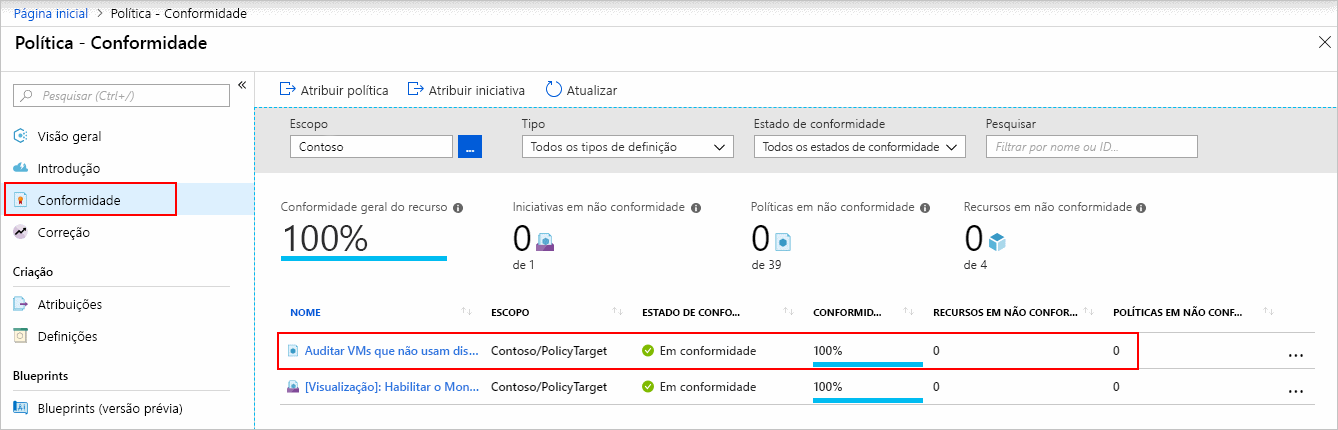 Página inicial > Política - Conformidade
Política - Conformidade
Pesquisar (Ctrl+/)
Visão geral
Introdução
Conformidade
Correção
Criação
Atribuições
Definições
Blueprints
Blueprints (versão prévia)
Atribuir política Atribuir iniciativa Atualizar
Escopo Tipo Estado de conformidade Pesquisar
Contoso ... Todos os tipos de definição Todos os estados de conformidade Filtrar por nome ou ID...
Conformidade geral do recurso Iniciativas em não conformidade Políticas em não conformidade Recursos em não conformidade
100% 0 0 0
de 1 de 39 de 4
NOME ESCOPO ESTADO DE CONFO... CONFORMID... RECURSOS EM NÃO CONFOR... POLÍTICAS EM NÃO CONF...
Auditar VMs que não usam dis... Contoso/PolicyTarget Em conformidade 100% 0 0 ...
[Visualização]: Habilitar o Mon... Contoso/PolicyTarget Em conformidade 100% 0 0 ...